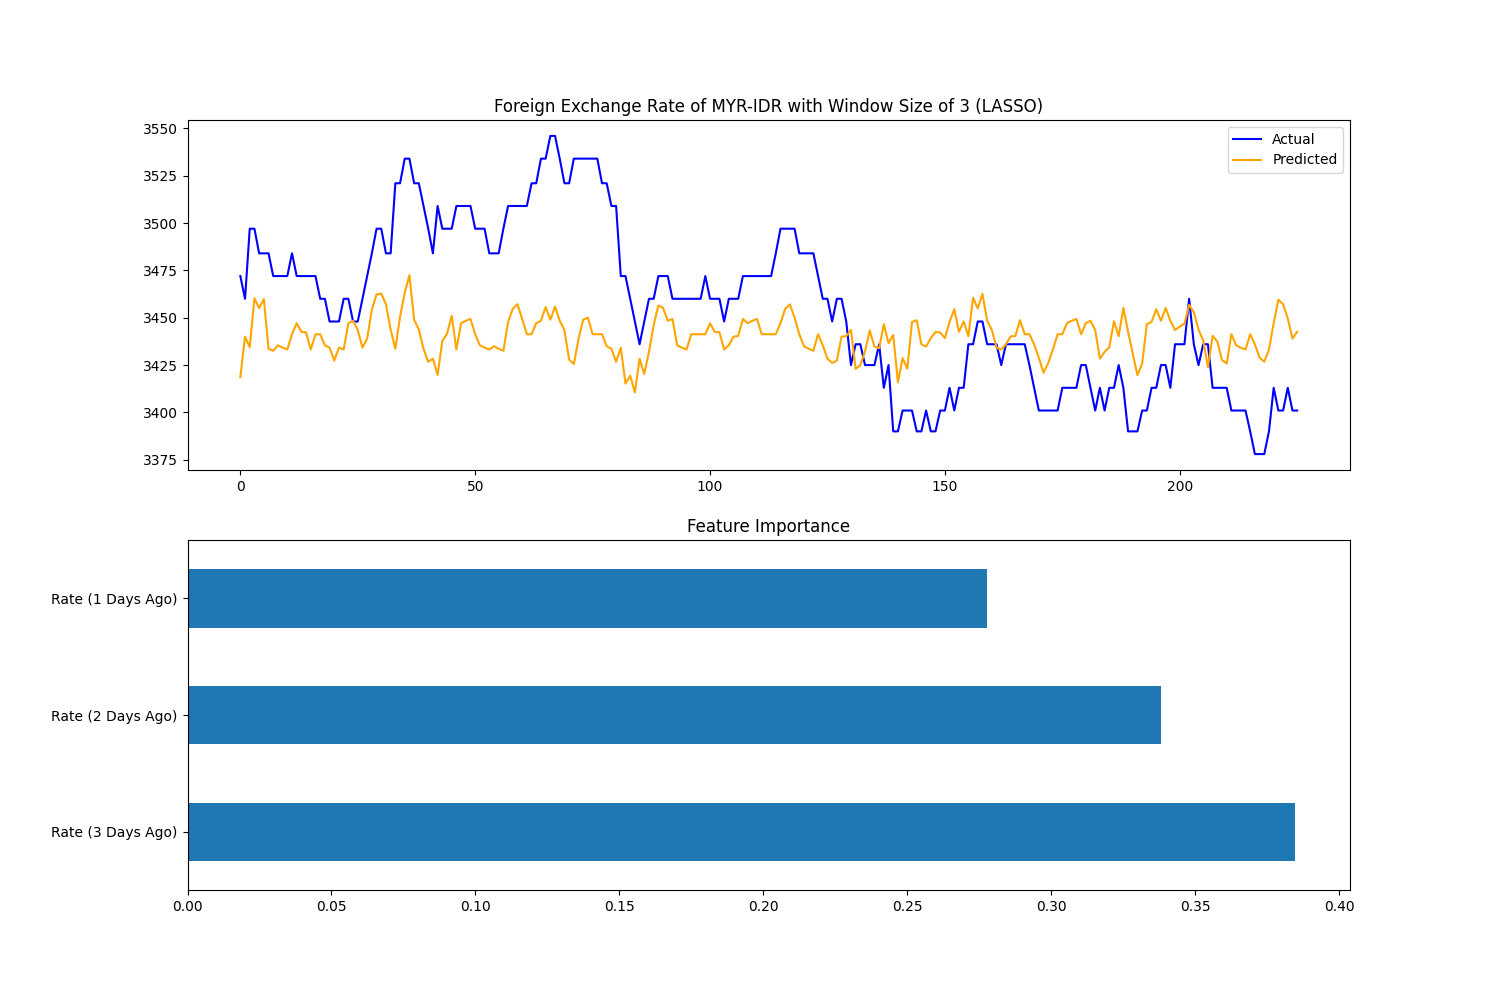 Foreign Exchange Rate of MYR-IDR with Window Size of 3 (LASSO)
Actual
Predicted
3550
3525
3500
3475
3450
3425
3400
3375
0 50 100 150 200
Feature Importance
Rate (1 Days Ago)
Rate (2 Days Ago)
Rate (3 Days Ago)
0.00 0.05 0.10 0.15 0.20 0.25 0.30 0.35 0.40